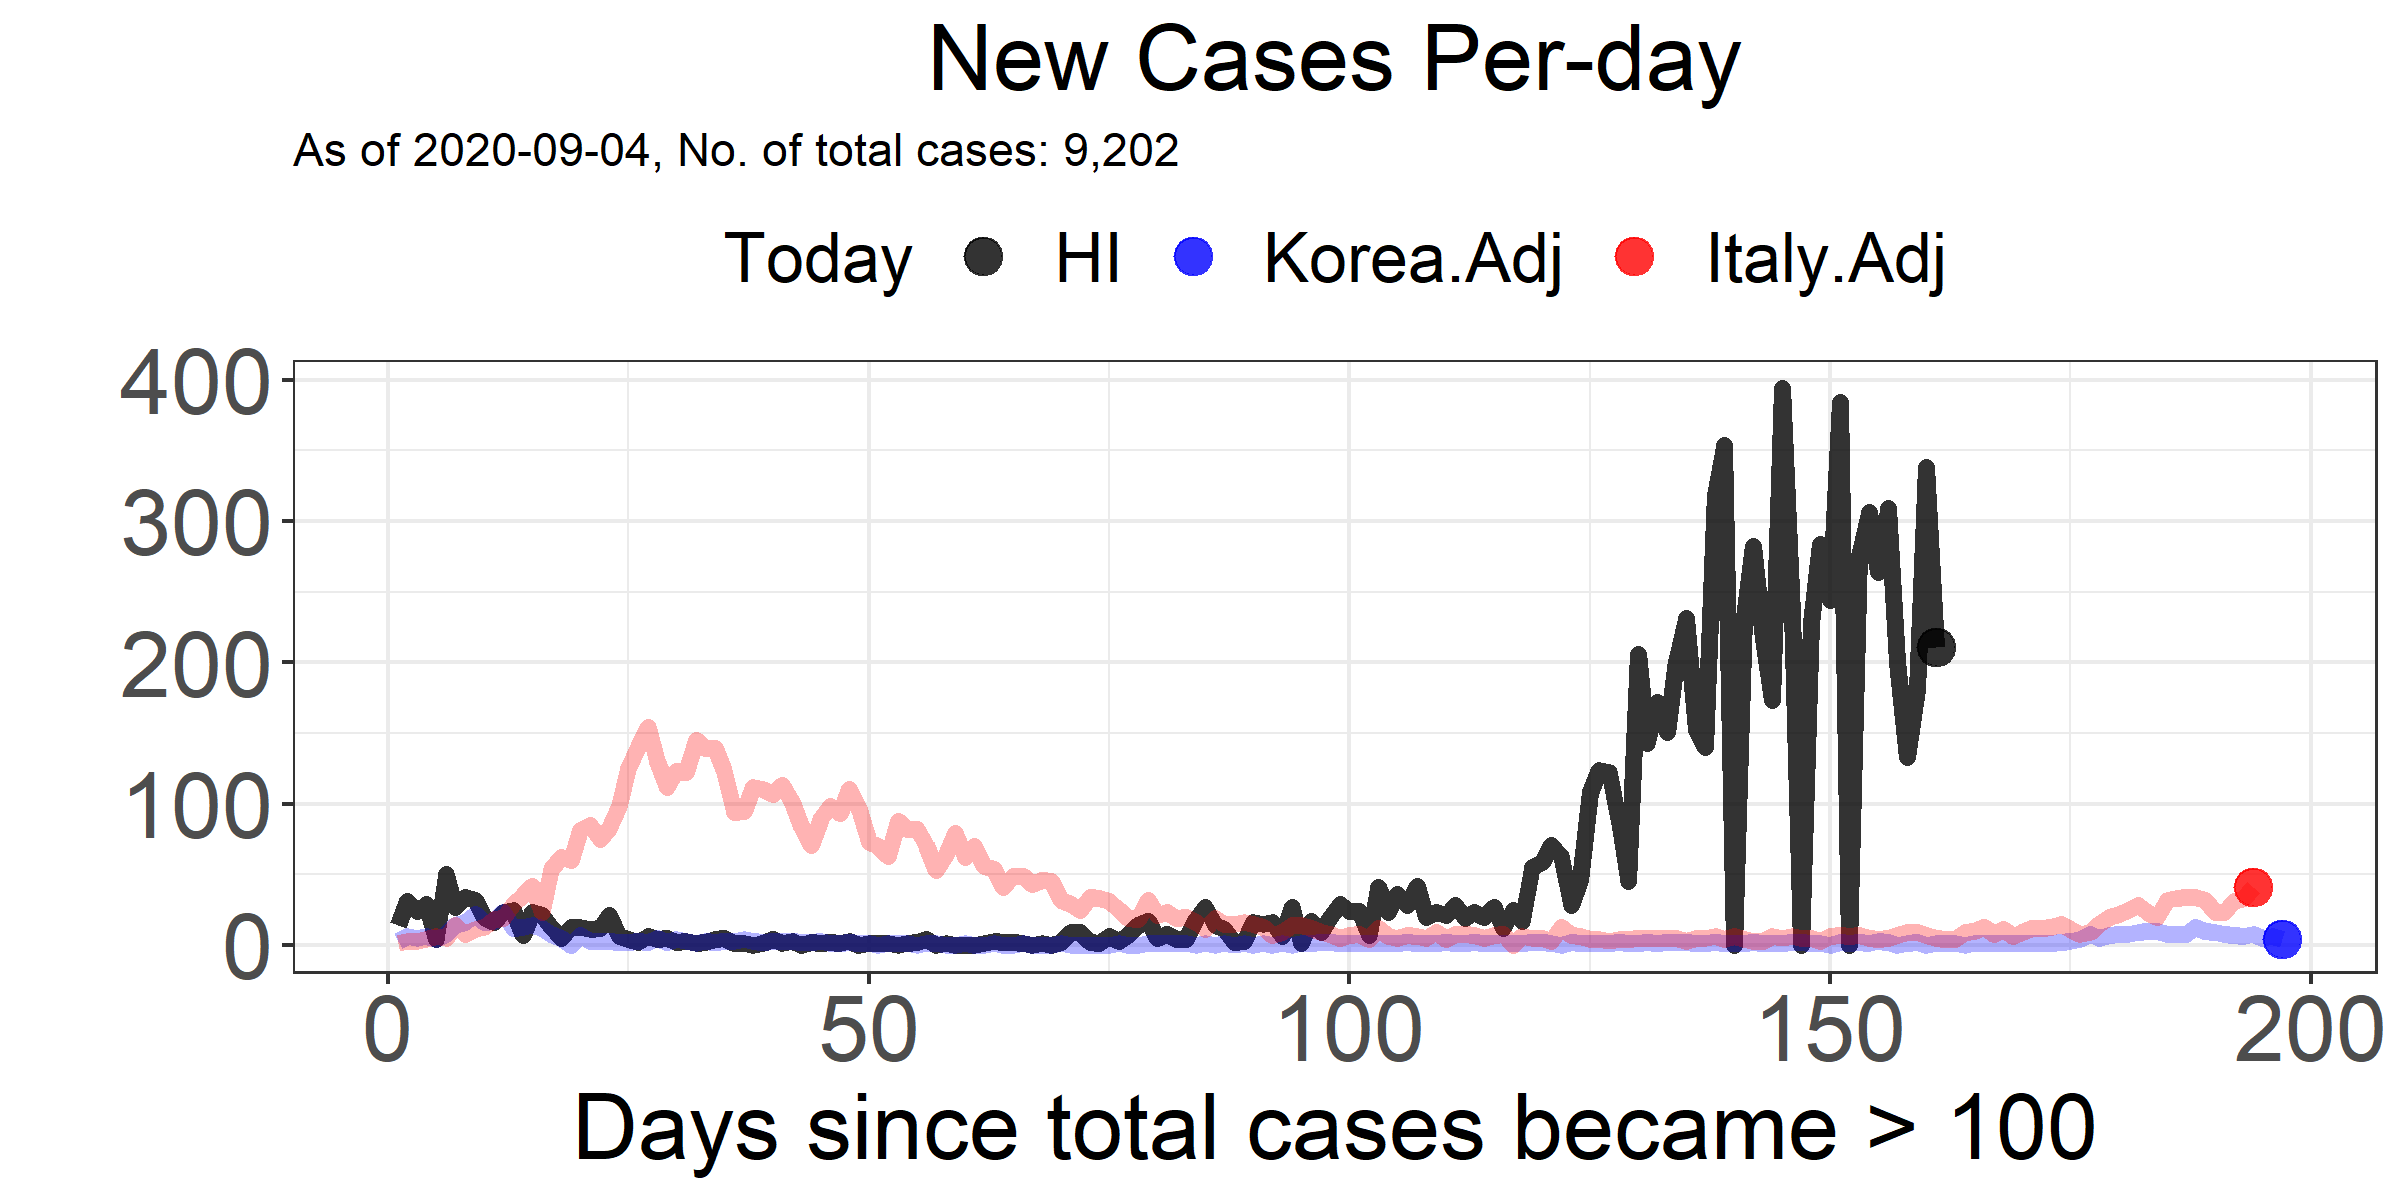 New Cases Per-day
As of 2020-09-04, No. of total cases: 9,202
Today HI Korea.Adj Italy.Adj
400
300
200
100
0
0 50 100 150 200
Days since total cases became > 100